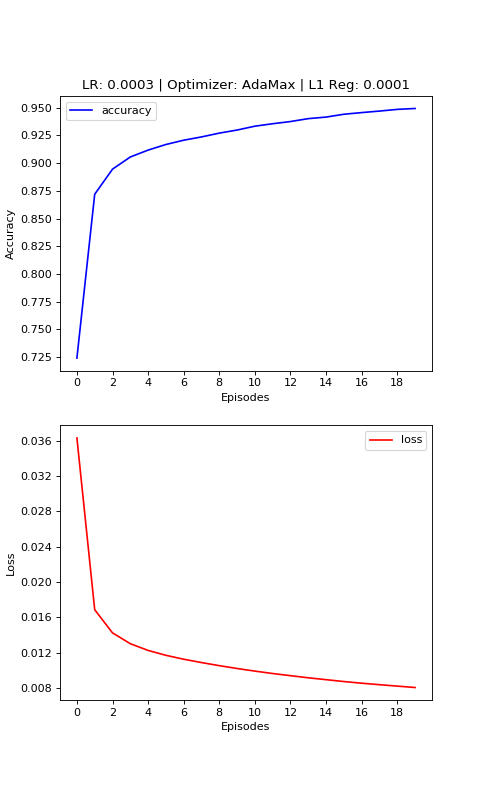 LR: 0.0003 | Optimizer: AdaMax | L1 Reg: 0.0001
accuracy
0.950
0.925
0.900
0.875
0.850
0.825
0.800
0.775
0.750
0.725
Accuracy
0 2 4 6 8 10 12 14 16 18
Episodes
loss
0.036
0.032
0.028
0.024
0.020
0.016
0.012
0.008
Loss
0 2 4 6 8 10 12 14 16 18
Episodes